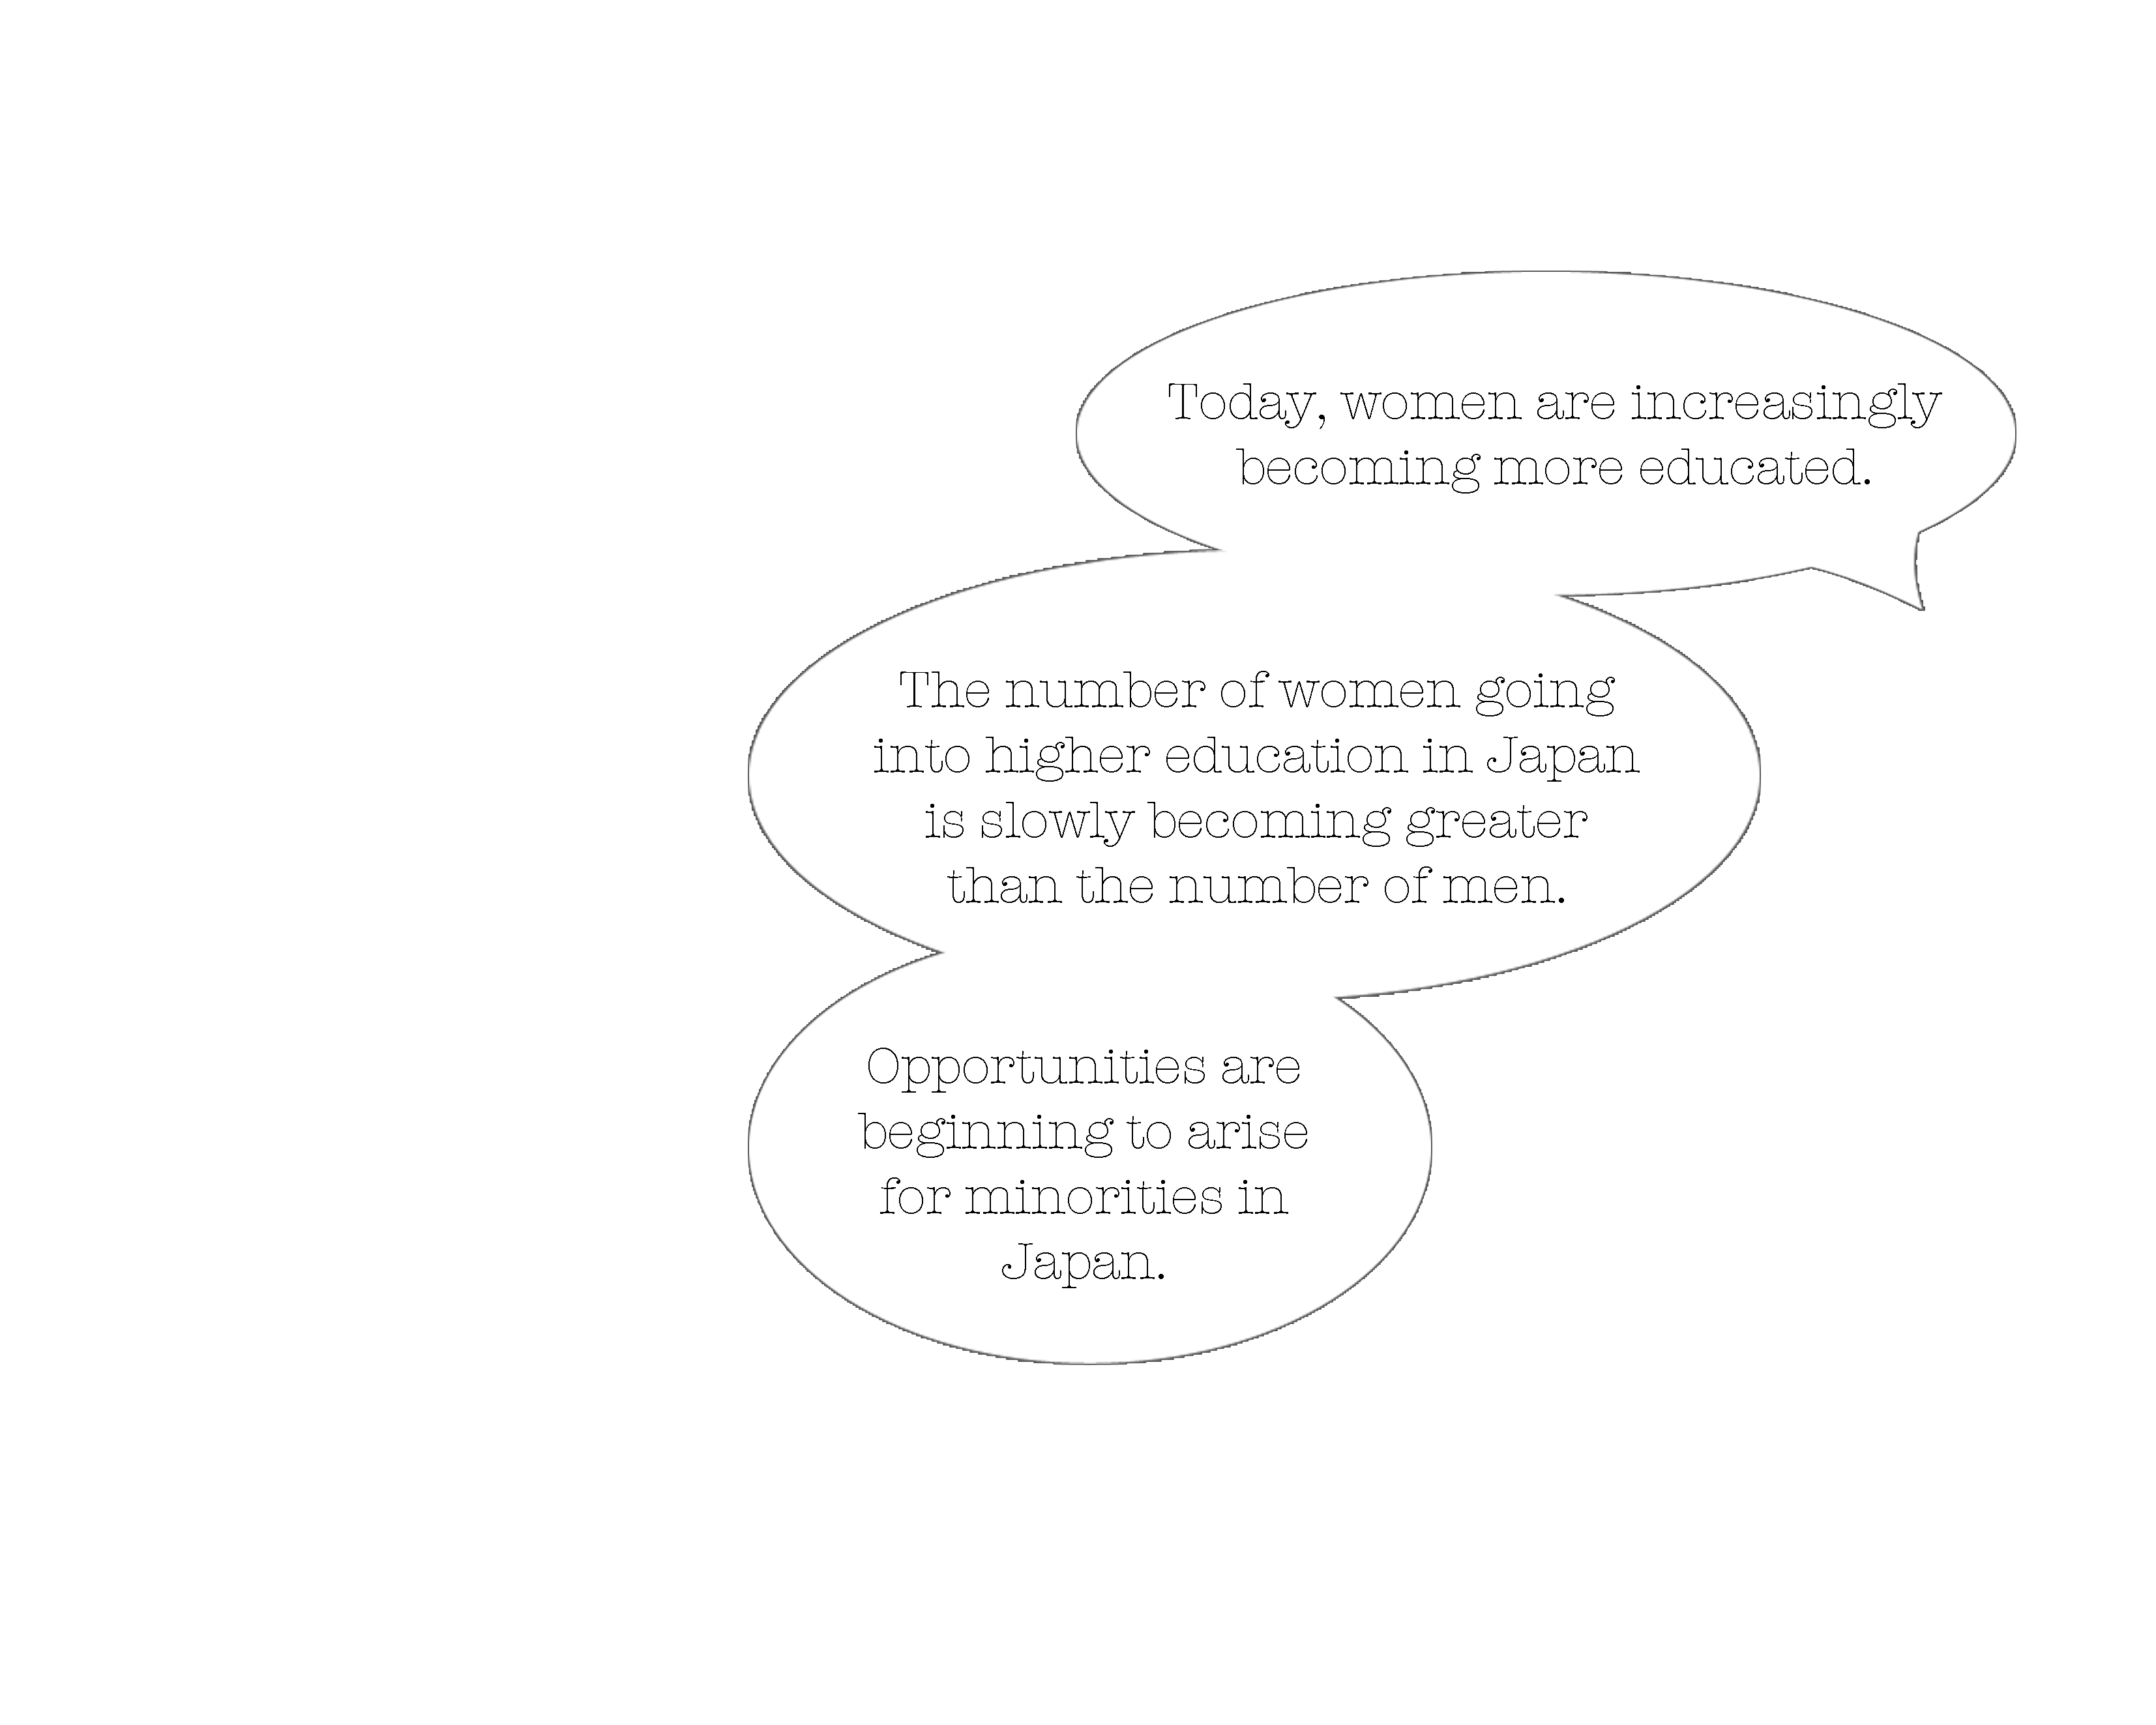 Today, women are increasingly
becoming more educated.
The number of women going
into higher education in Japan
is slowly becoming greater
than the number of men.
Opportunities are
beginning to arise
for minorities in
Japan.